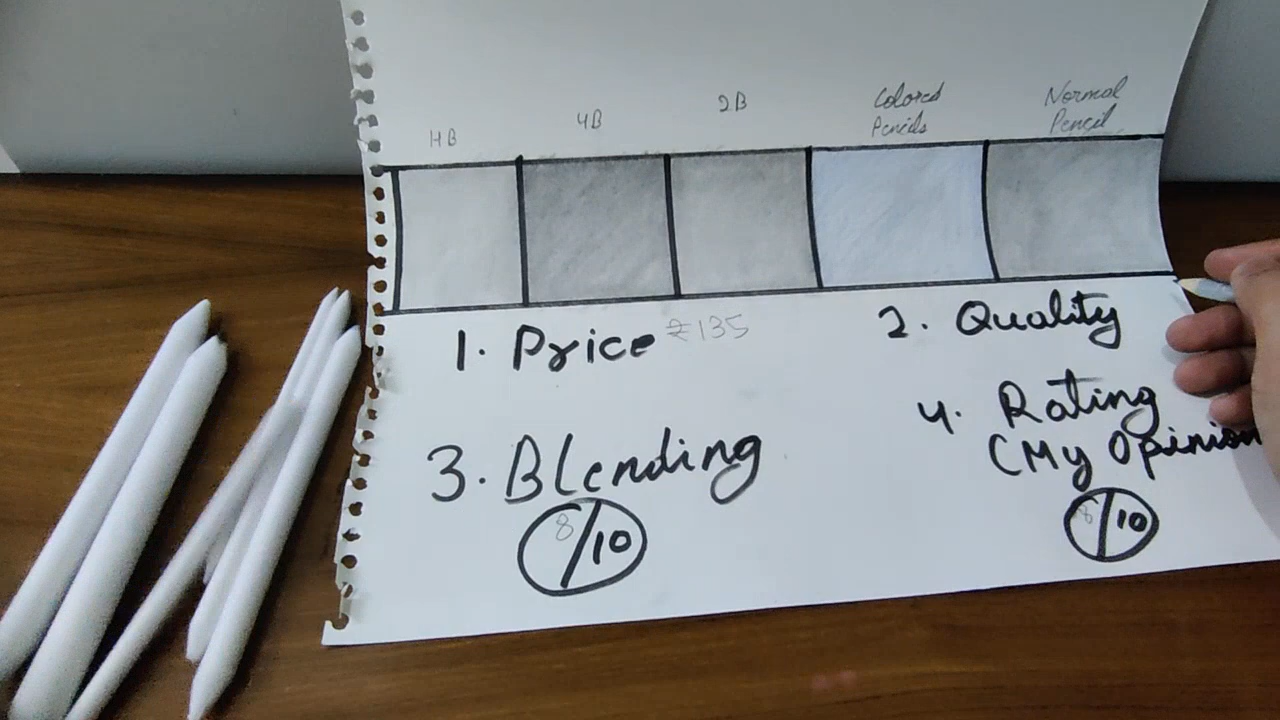 HB
4B
2B
Colored
Pencils
Normal
Pencil
1. Price ₹135
2. Quality
3. Blending
8/10
4. Rating
(My Opinion
8/10